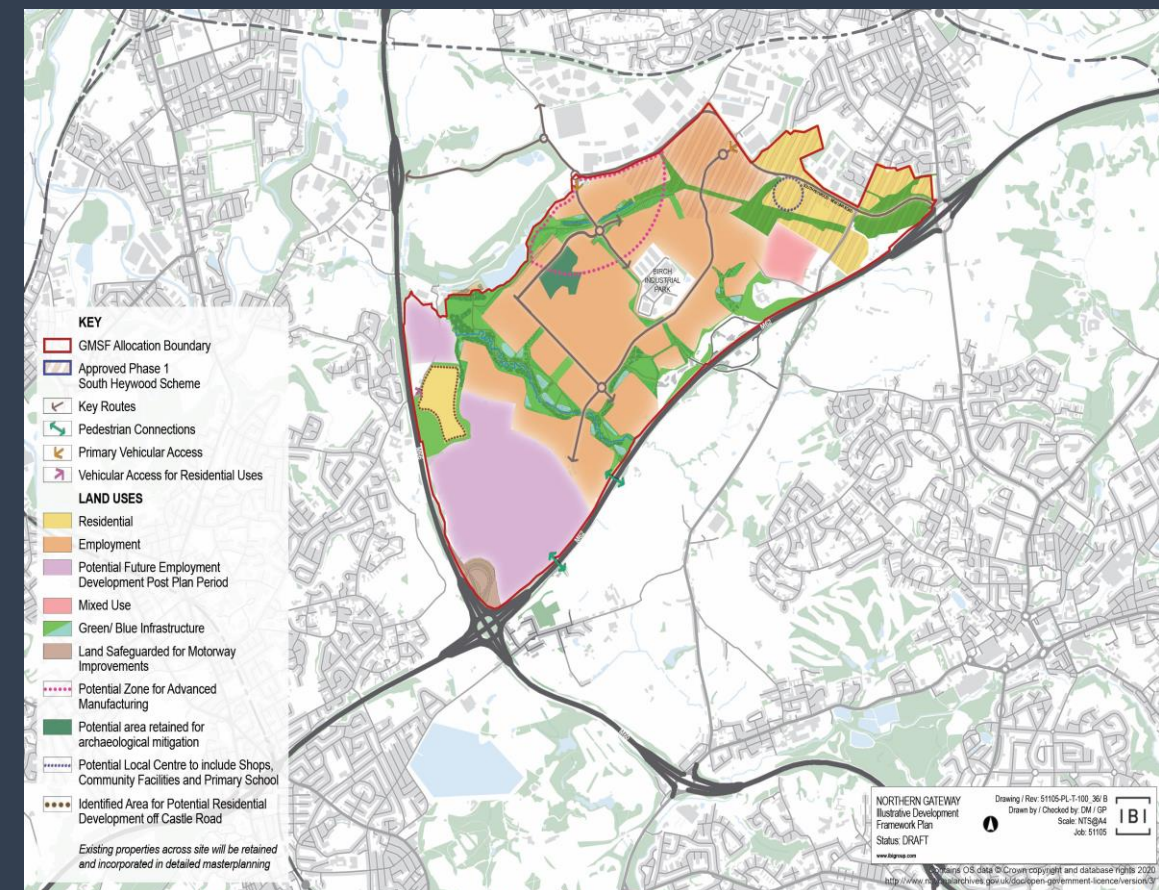 BIRCH
INDUSTRIAL
PARK
M62
KEY
GMSF Allocation Boundary
Approved Phase 1
South Heywood Scheme
Key Routes
Pedestrian Connections
Primary Vehicular Access
Vehicular Access for Residential Uses
LAND USES
Residential
Employment
Potential Future Employment
Development Post Plan Period
Mixed Use
Green/ Blue Infrastructure
Land Safeguarded for Motorway
Improvements
Potential Zone for Advanced
Manufacturing
Potential area retained for
archaeological mitigation
Potential Local Centre to include Shops,
Community Facilities and Primary School
Identified Area for Potential Residential
Development off Castle Road
Existing properties across site will be retained
and incorporated in detailed masterplanning
NORTHERN GATEWAY
Illustrative Development
Framework Plan
Status: DRAFT
www.ibigroup.com
Drawing / Rev: 51105-PL-T-100_36/ B
Drawn by / Checked by: DM / GP
Scale: NTS@A4
Job: 51105
IBI
Contains OS data © Crown copyright and database rights 2020